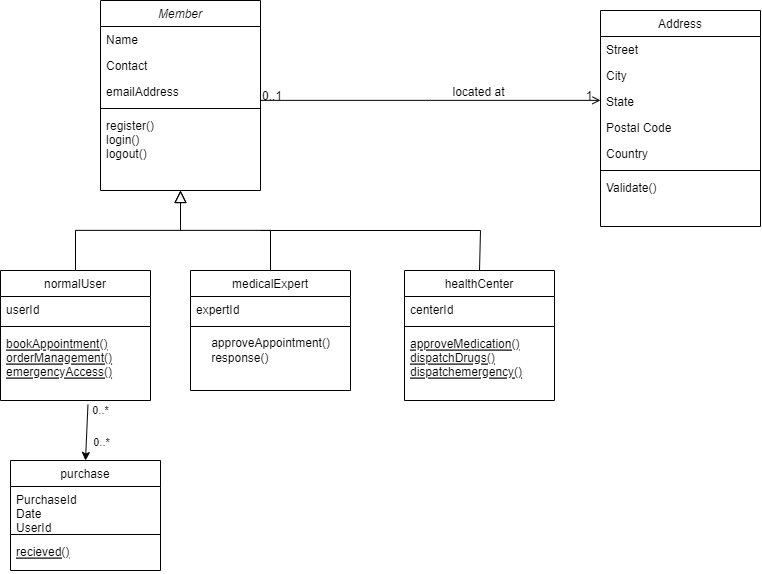 Member
Name
Contact
emailAddress
register()
login()
logout()
0..1
located at
1
Address
Street
City
State
Postal Code
Country
Validate()
normalUser
userId
bookAppointment()
orderManagement()
emergencyAccess()
medicalExpert
expertId
approveAppointment()
response()
healthCenter
centerId
approveMedication()
dispatchDrugs()
dispatchemergency()
0..*
0..*
purchase
PurchaseId
Date
UserId
recieved()